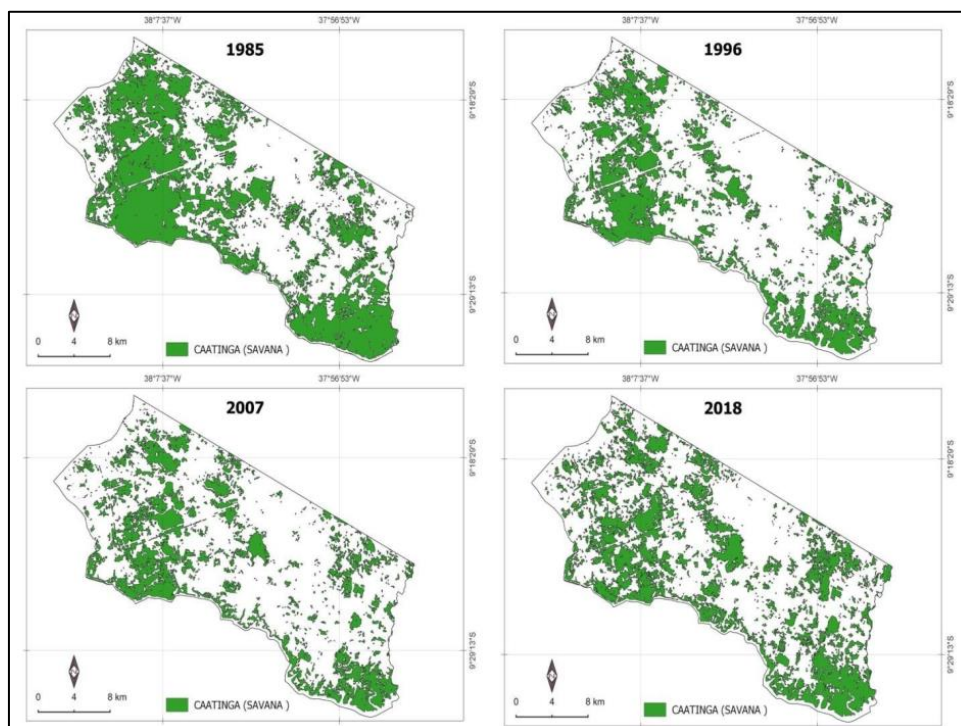 38°7'37"W 37°56'53"W
1985
9°18'29"S
9°29'13"S
0 4 8 km
CAATINGA (SAVANA )
38°7'37"W 37°56'53"W
1996
9°18'29"S
9°29'13"S
0 4 8 km
CAATINGA (SAVANA )
38°7'37"W 37°56'53"W
2007
9°18'29"S
9°29'13"S
0 4 8 km
CAATINGA (SAVANA )
38°7'37"W 37°56'53"W
2018
9°18'29"S
9°29'13"S
0 4 8 km
CAATINGA (SAVANA )